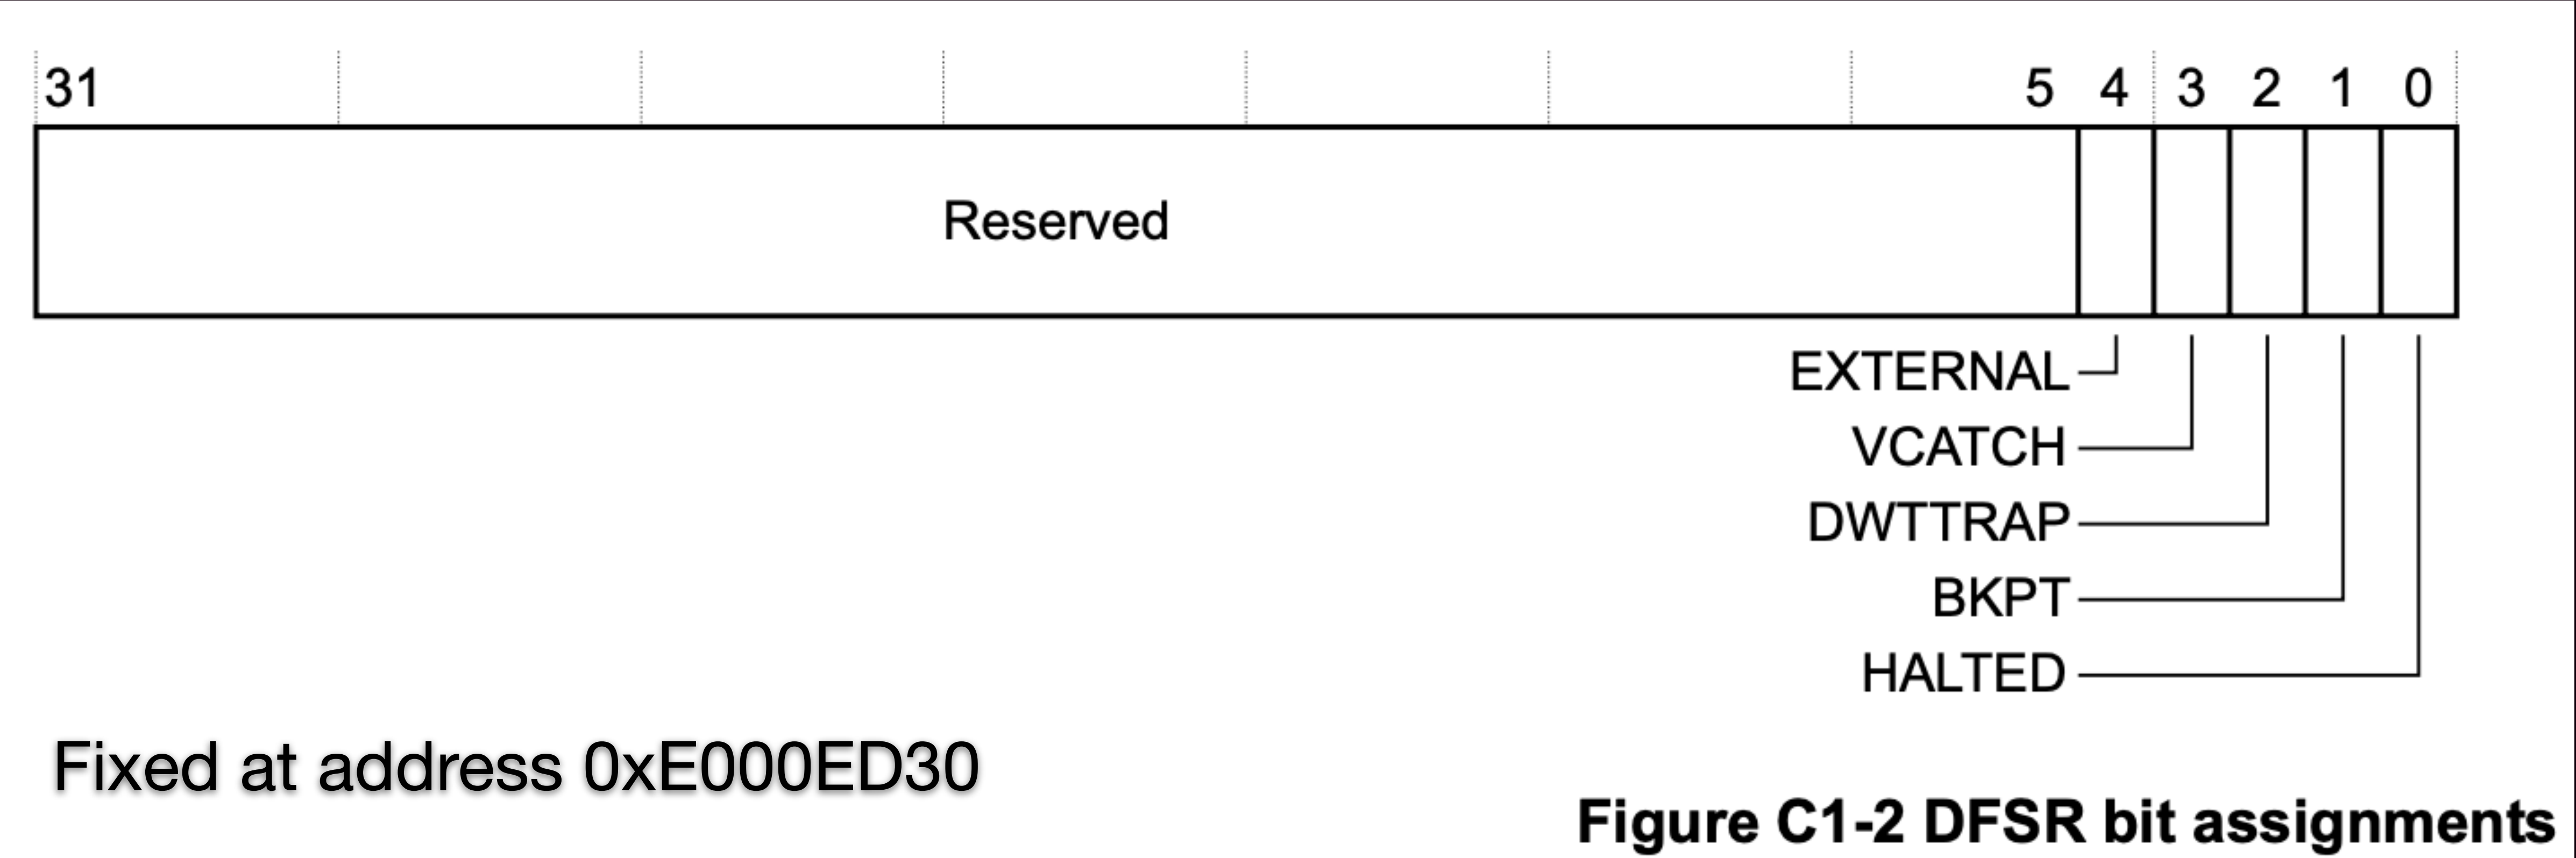 31 5 4 3 2 1 0
Reserved
EXTERNAL
VCATCH
DWTTRAP
BKPT
HALTED
Fixed at address 0xE000ED30
Figure C1-2 DFSR bit assignments